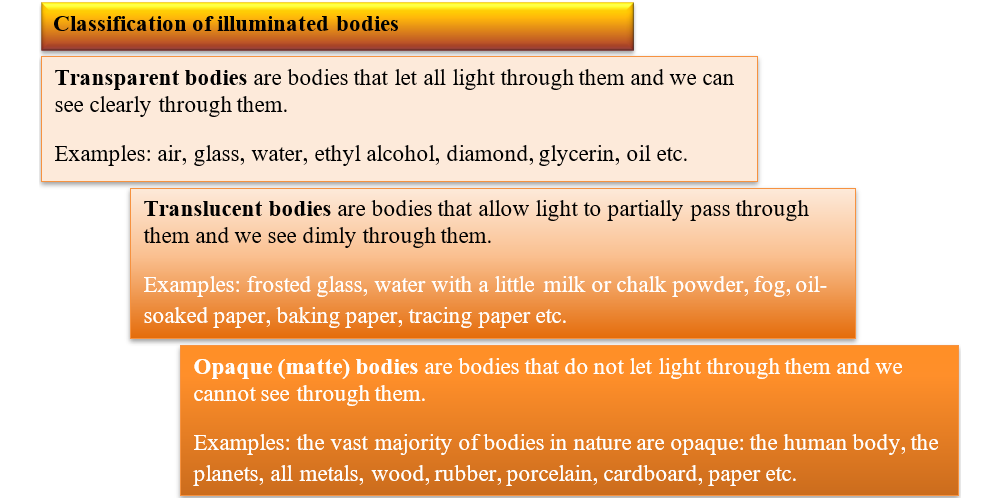 Classification of illuminated bodies
Transparent bodies are bodies that let all light through them and we can
see clearly through them.
Examples: air, glass, water, ethyl alcohol, diamond, glycerin, oil etc.
Translucent bodies are bodies that allow light to partially pass through
them and we see dimly through them.
Examples: frosted glass, water with a little milk or chalk powder, fog, oil-
soaked paper, baking paper, tracing paper etc.
Opaque (matte) bodies are bodies that do not let light through them and we
cannot see through them.
Examples: the vast majority of bodies in nature are opaque: the human body, the
planets, all metals, wood, rubber, porcelain, cardboard, paper etc.